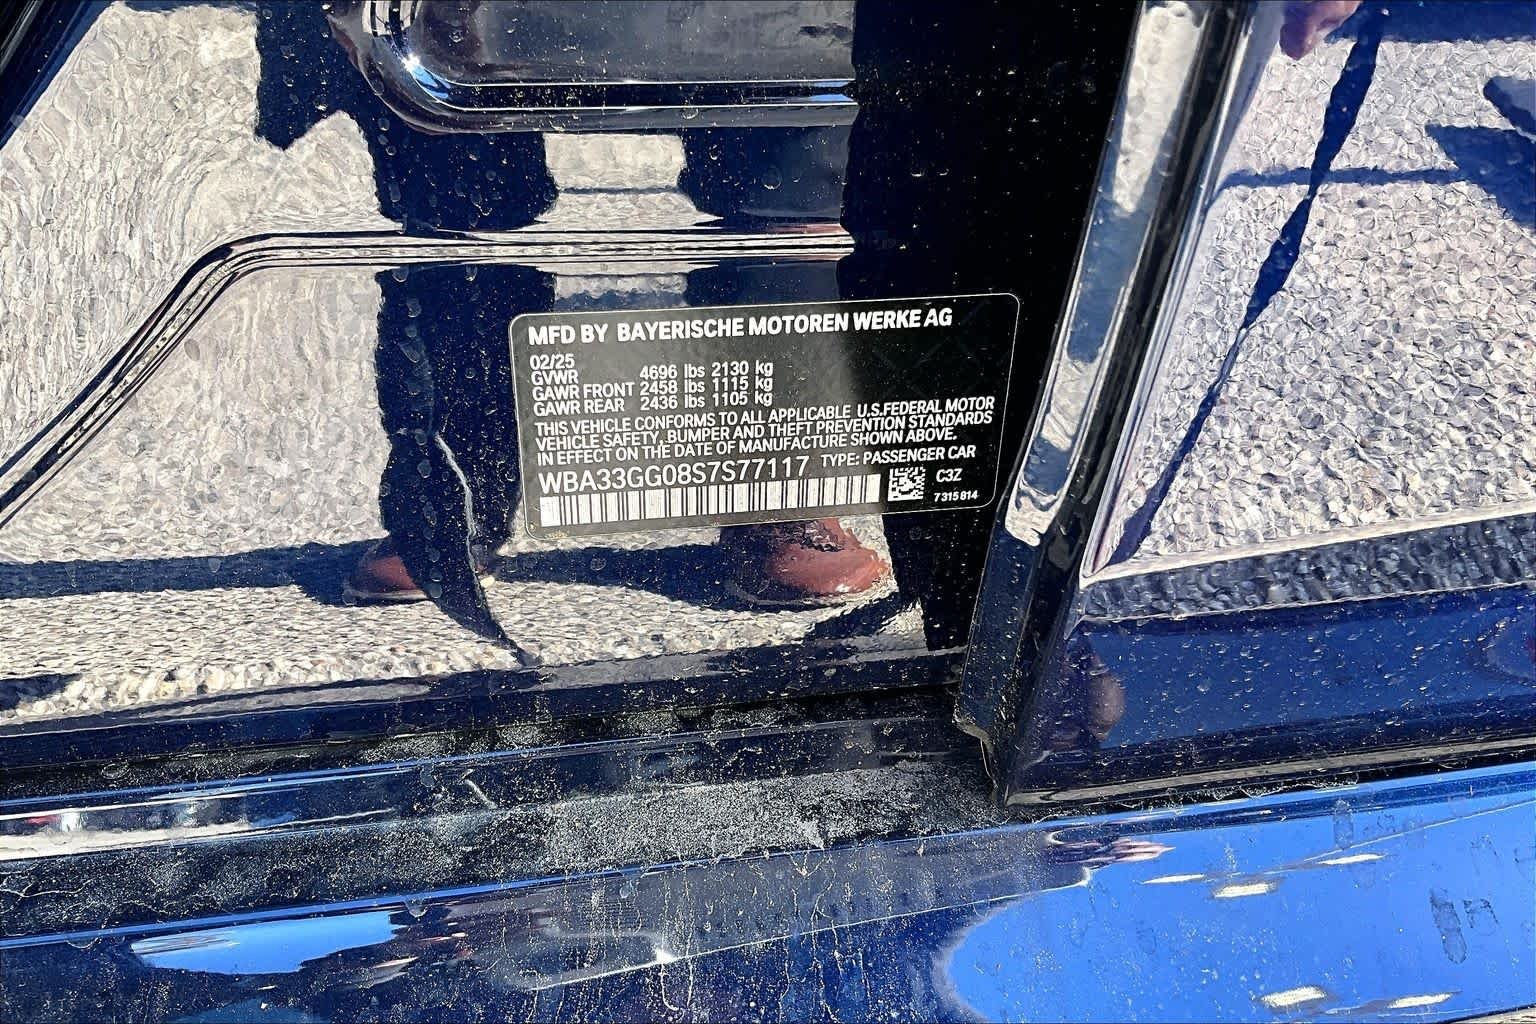 MFD BY BAYERISCHE MOTOREN WERKE AG
02/25
GVWR 4696 lbs 2130 kg
GAWR FRONT 2458 lbs 1115 kg
GAWR REAR 2436 lbs 1105 kg
THIS VEHICLE CONFORMS TO ALL APPLICABLE U.S.FEDERAL MOTOR
VEHICLE SAFETY, BUMPER AND THEFT PREVENTION STANDARDS
IN EFFECT ON THE DATE OF MANUFACTURE SHOWN ABOVE.
WBA33GG08S7S77117 TYPE: PASSENGER CAR
C3Z
7315814